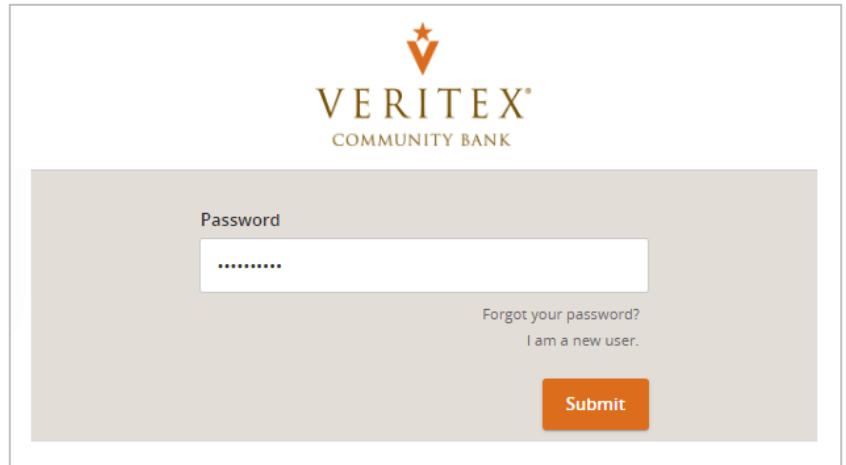 VERITEX®
COMMUNITY BANK
Password
••••••••••
Forgot your password?
I am a new user.
Submit